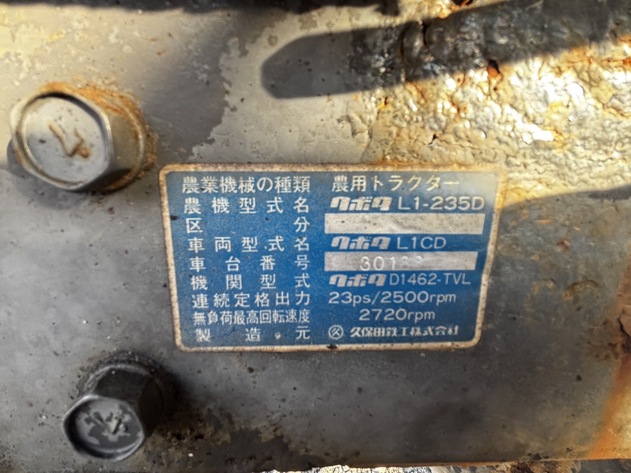 農業機械の種類 農用トラクター
農機型式名 クボタ L1-235D
区分
車両型式名 クボタ L1CD
車台番号
機関型式 クボタ D1462-TVL
連続定格出力 23ps/2500rpm
無負荷最高回転速度 2720rpm
製造元 久保田鉄工株式会社